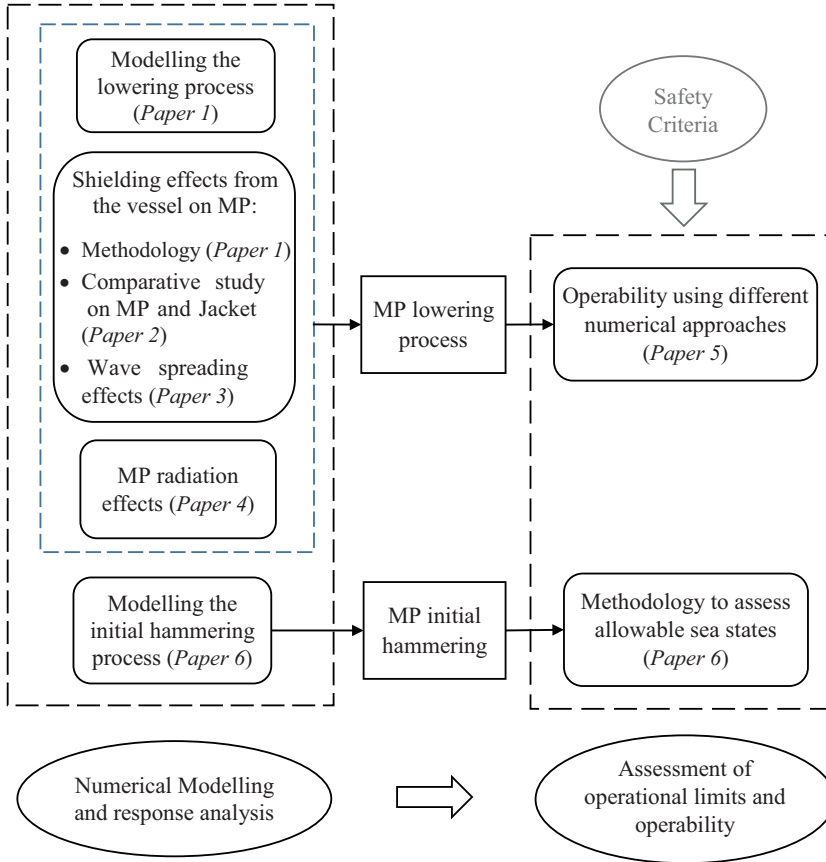 Modelling the
lowering process
(Paper 1)
Shielding effects from
the vessel on MP:
• Methodology (Paper 1)
• Comparative study
on MP and Jacket
(Paper 2)
• Wave spreading
effects (Paper 3)
MP radiation
effects (Paper 4)
Modelling the
initial hammering
process (Paper 6)
MP lowering
process
MP initial
hammering
Safety
Criteria
Operability using different
numerical approaches
(Paper 5)
Methodology to assess
allowable sea states
(Paper 6)
Numerical Modelling
and response analysis
Assessment of
operational limits and
operability